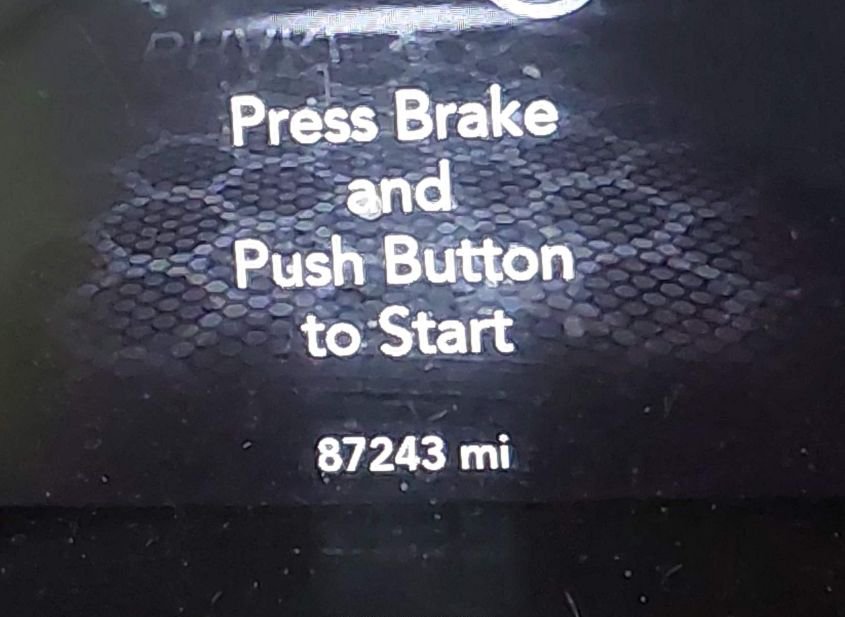 Press Brake
and
Push Button
to Start
87243 mi